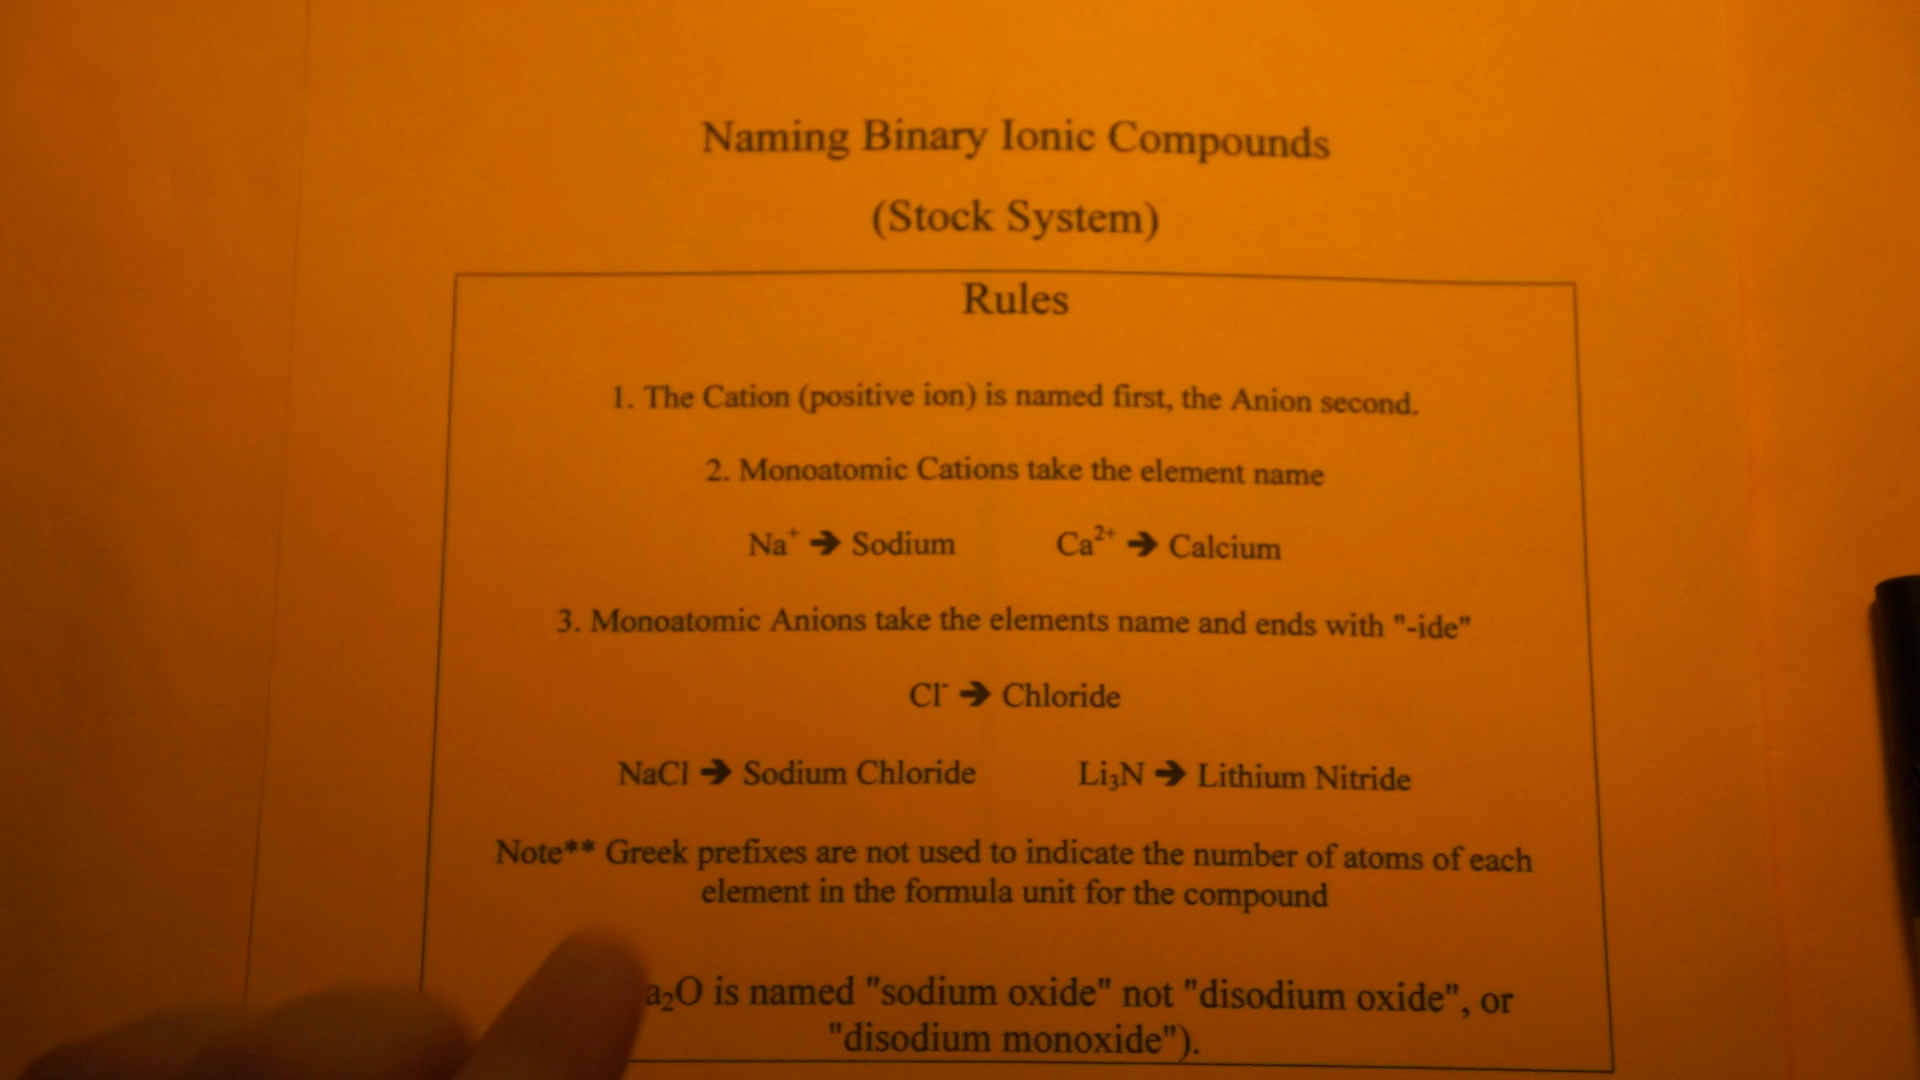 Naming Binary Ionic Compounds
(Stock System)
Rules
1. The Cation (positive ion) is named first, the Anion second.
2. Monoatomic Cations take the element name
Na⁺ ➔ Sodium Ca²⁺ ➔ Calcium
3. Monoatomic Anions take the elements name and ends with "-ide"
Cl⁻ ➔ Chloride
NaCl ➔ Sodium Chloride Li₃N ➔ Lithium Nitride
Note** Greek prefixes are not used to indicate the number of atoms of each
element in the formula unit for the compound
a₂O is named "sodium oxide" not "disodium oxide", or
"disodium monoxide").